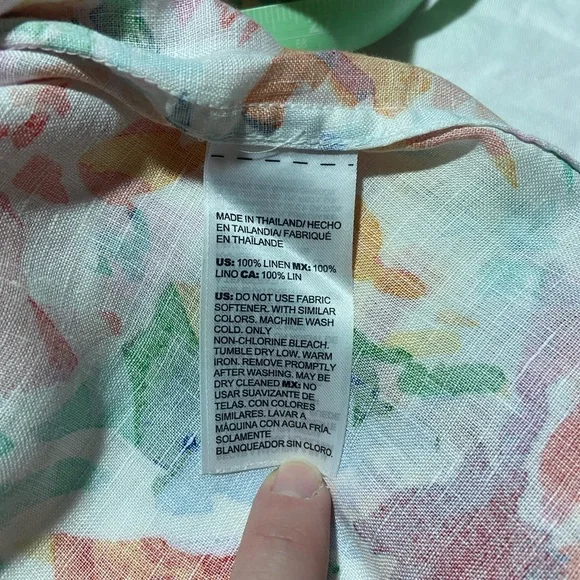 MADE IN THAILAND/ HECHO
EN TAILANDIA/ FABRIQUÉ
EN THAÏLANDE
US: 100% LINEN MX: 100%
LINO CA: 100% LIN
US: DO NOT USE FABRIC
SOFTENER. WITH SIMILAR
COLORS. MACHINE WASH
COLD. ONLY
NON-CHLORINE BLEACH.
TUMBLE DRY LOW. WARM
IRON. REMOVE PROMPTLY
AFTER WASHING. MAY BE
DRY CLEANED MX: NO
USAR SUAVIZANTE DE
TELAS. CON COLORES
SIMILARES. LAVAR A
MÁQUINA CON AGUA FRÍA.
SOLAMENTE
BLANQUEADOR SIN CLORO.